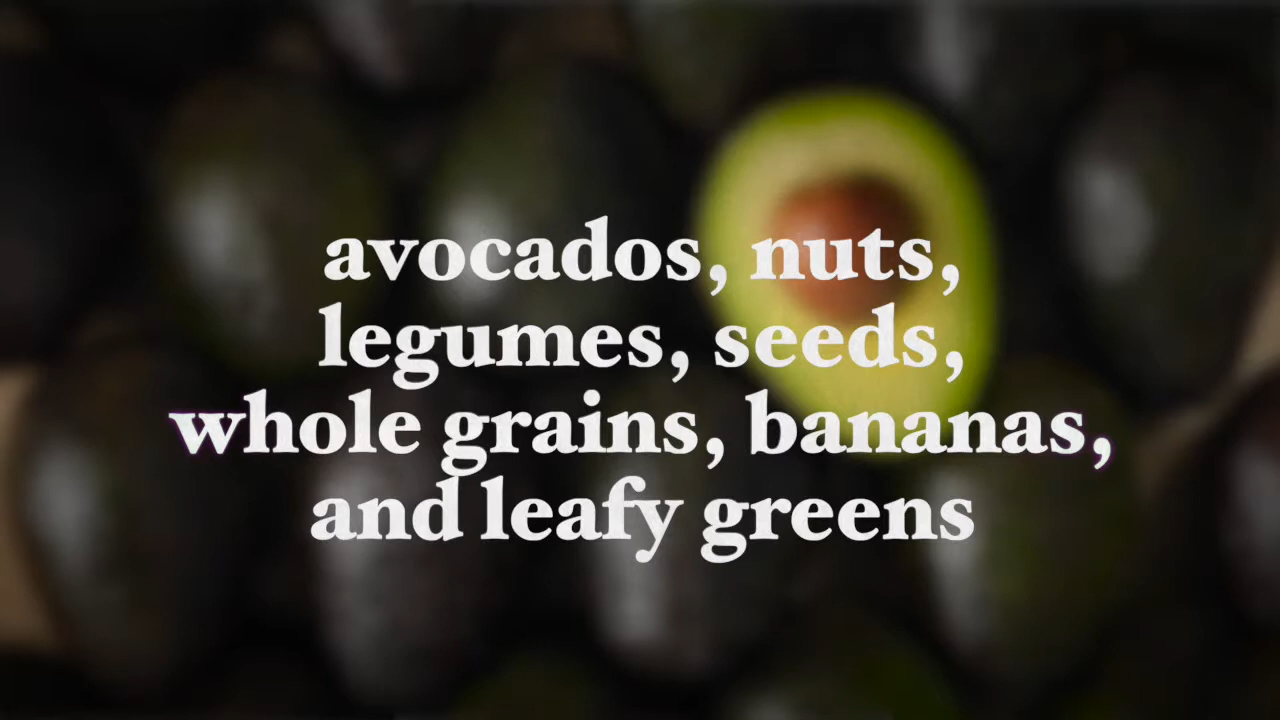 avocados, nuts,
legumes, seeds,
whole grains, bananas,
and leafy greens